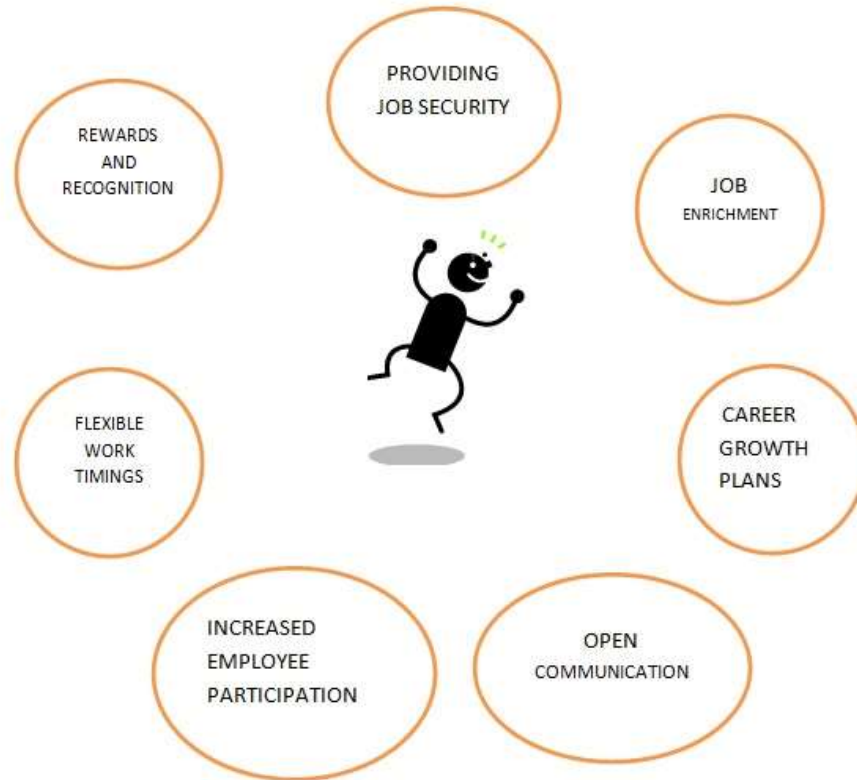 PROVIDING
JOB SECURITY
REWARDS
AND
RECOGNITION
JOB
ENRICHMENT
FLEXIBLE
WORK
TIMINGS
CAREER
GROWTH
PLANS
INCREASED
EMPLOYEE
PARTICIPATION
OPEN
COMMUNICATION